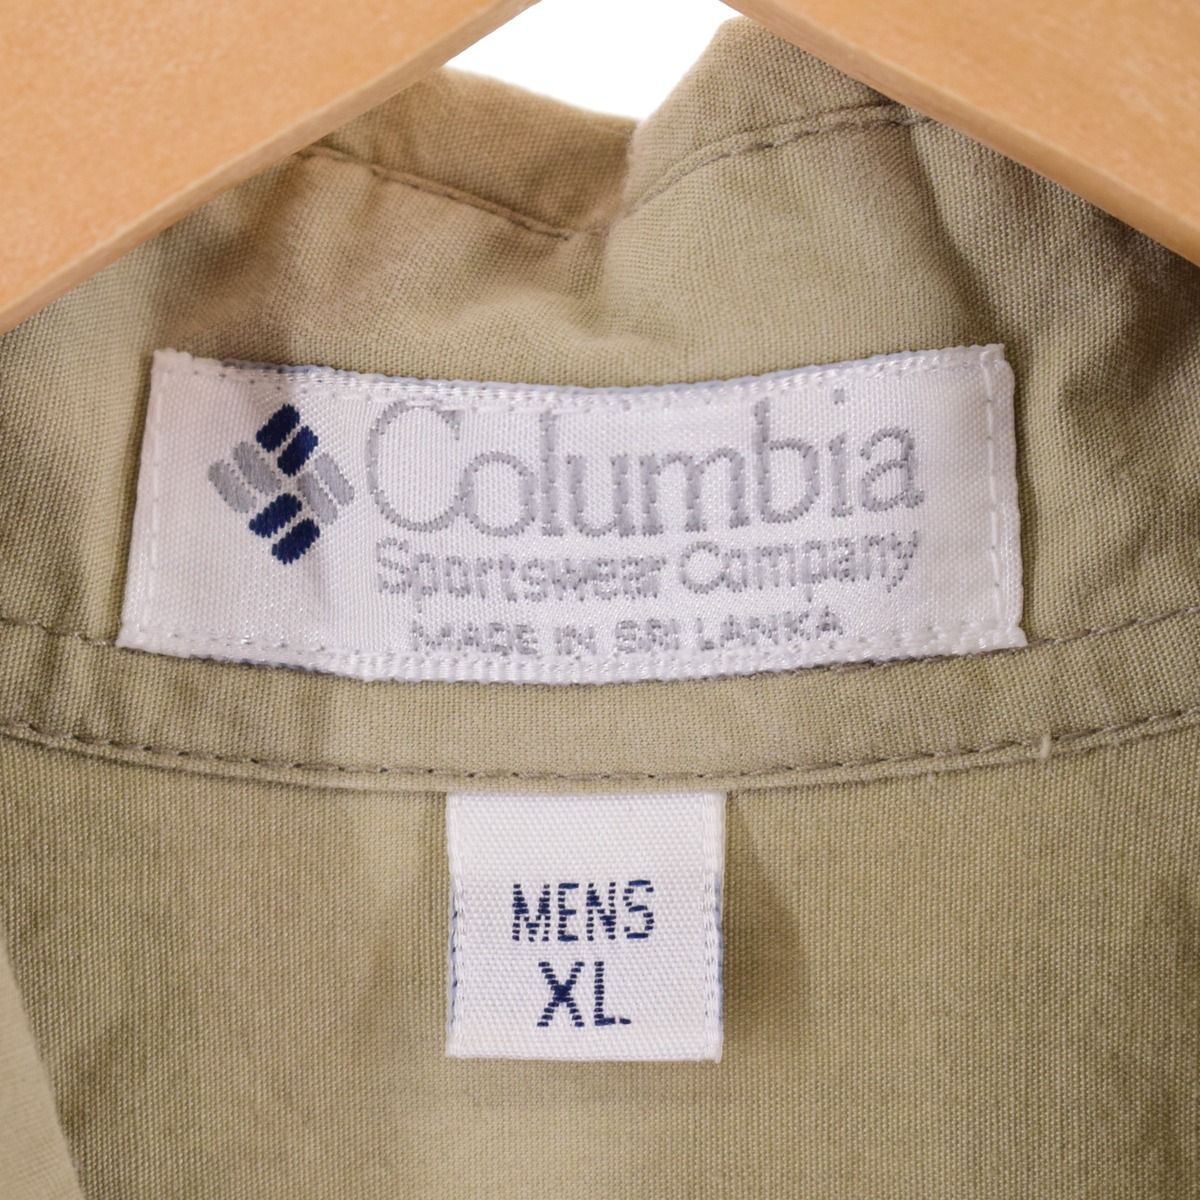 Columbia
Sportswear Company
MADE IN SRI LANKA
MENS
XL